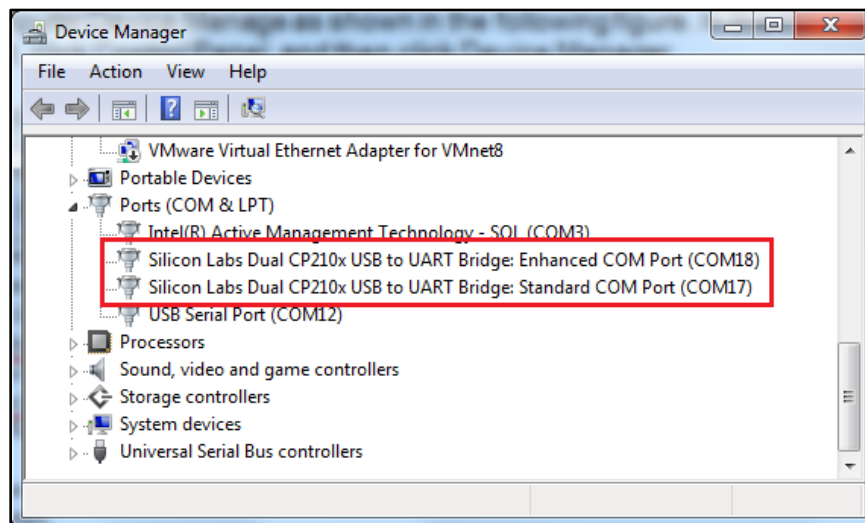 Device Manager
File Action View Help
VMware Virtual Ethernet Adapter for VMnet8
Portable Devices
Ports (COM & LPT)
Intel(R) Active Management Technology - SOL (COM3)
Silicon Labs Dual CP210x USB to UART Bridge: Enhanced COM Port (COM18)
Silicon Labs Dual CP210x USB to UART Bridge: Standard COM Port (COM17)
USB Serial Port (COM12)
Processors
Sound, video and game controllers
Storage controllers
System devices
Universal Serial Bus controllers